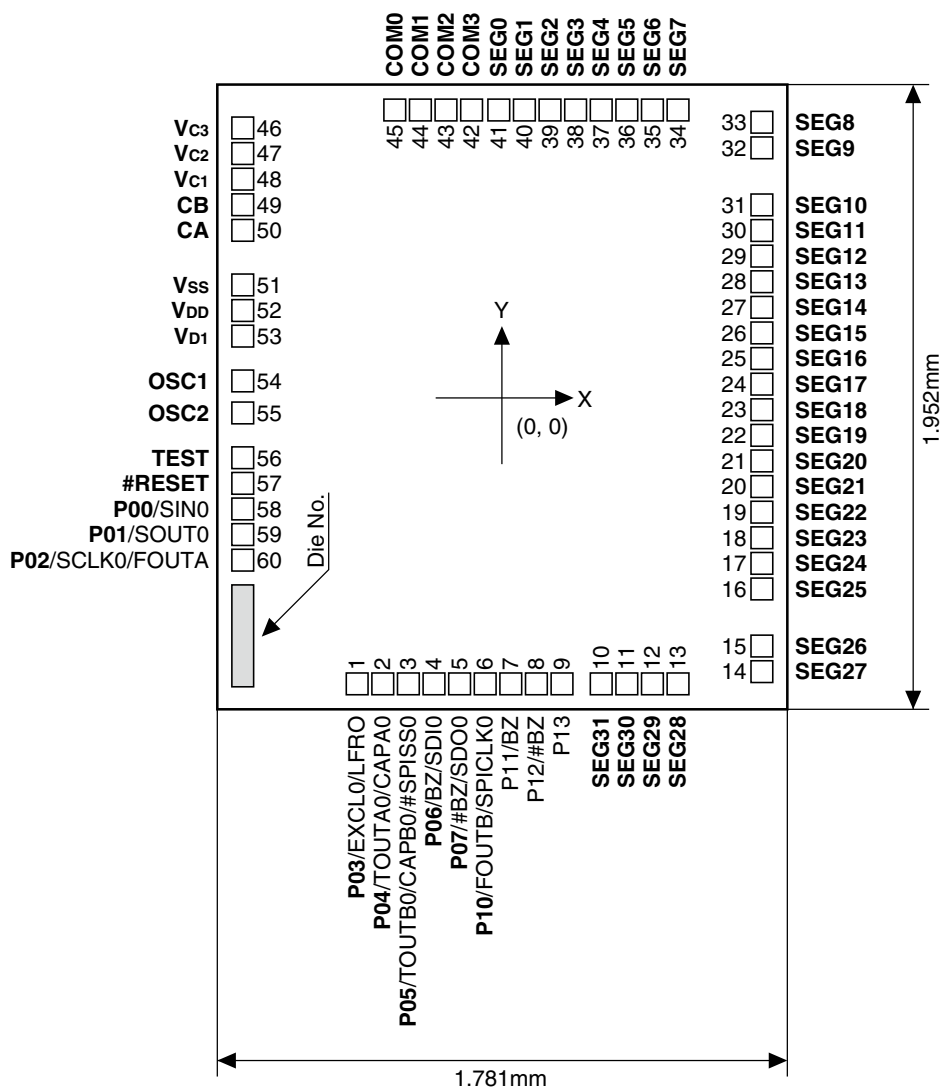 COM0
COM1
COM2
COM3
SEG0
SEG1
SEG2
SEG3
SEG4
SEG5
SEG6
SEG7
45
44
43
42
41
40
39
38
37
36
35
34
VC3 46
VC2 47
VC1 48
CB 49
CA 50
VSS 51
VDD 52
VD1 53
OSC1 54
OSC2 55
TEST 56
#RESET 57
P00/SIN0 58
P01/SOUT0 59
P02/SCLK0/FOUTA 60
Die No.
Y
X
(0, 0)
33 SEG8
32 SEG9
31 SEG10
30 SEG11
29 SEG12
28 SEG13
27 SEG14
26 SEG15
25 SEG16
24 SEG17
23 SEG18
22 SEG19
21 SEG20
20 SEG21
19 SEG22
18 SEG23
17 SEG24
16 SEG25
15 SEG26
14 SEG27
1.952mm
1
2
3
4
5
6
7
8
9
10
11
12
13
P03/EXCL0/LFRO
P04/TOUTA0/CAPA0
P05/TOUTB0/CAPB0/#SPISS0
P06/BZ/SDI0
P07/#BZ/SDO0
P10/FOUTB/SPICLK0
P11/BZ
P12/#BZ
P13
SEG31
SEG30
SEG29
SEG28
1.781mm